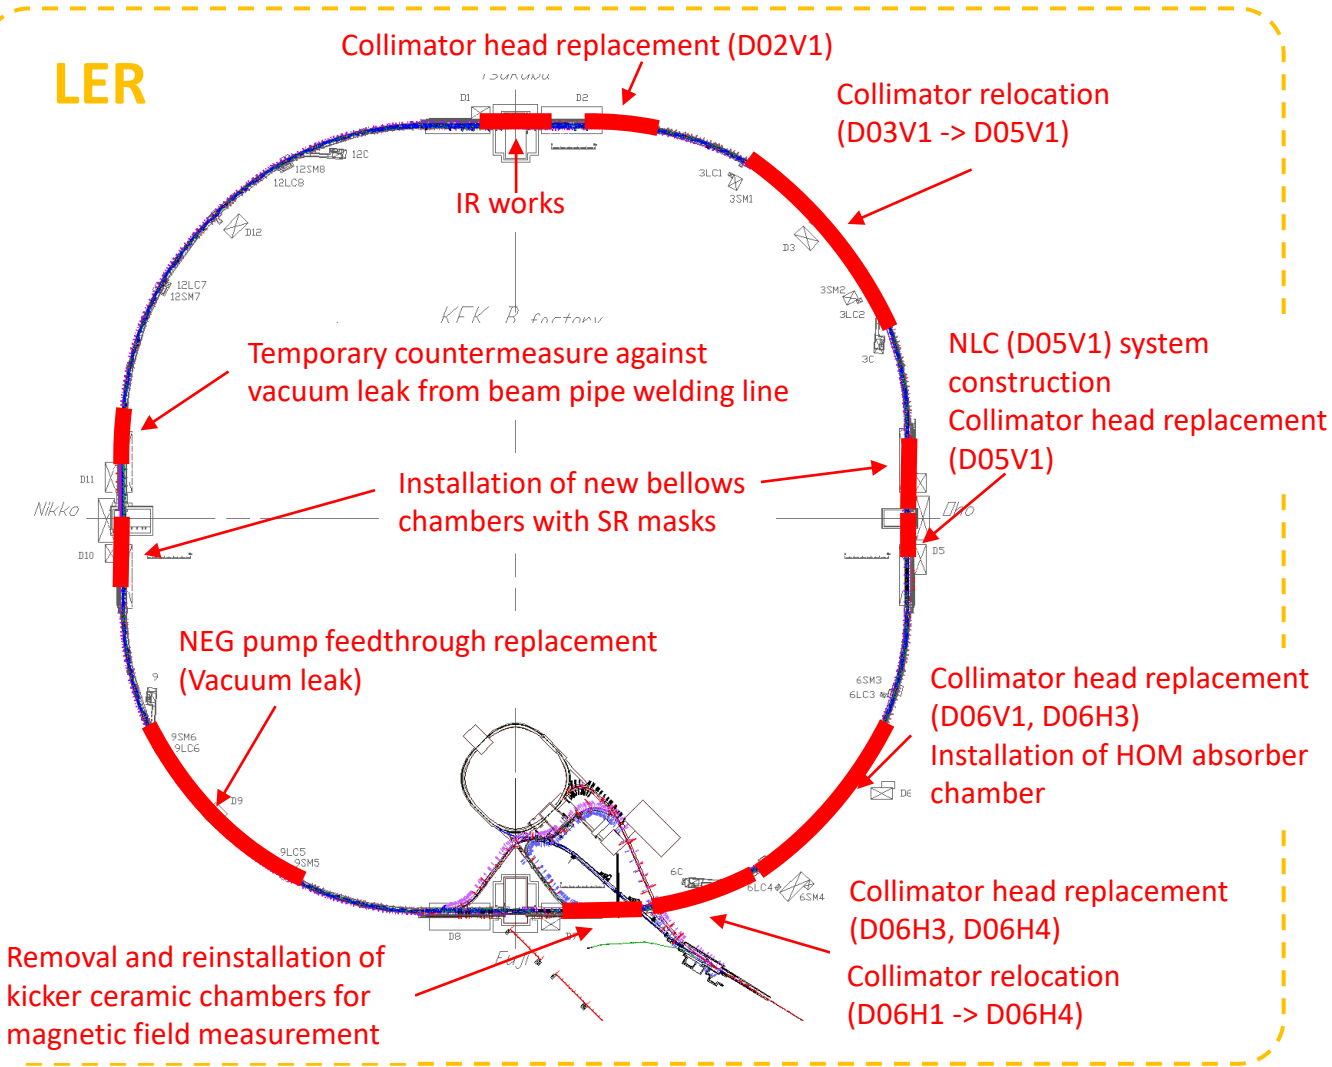 LER
Collimator head replacement (D02V1)
Tsukuba
D1
D2
Collimator relocation
(D03V1 -> D05V1)
12C
12SM8
12LC8
3LC1
3SM1
IR works
D12
D3
12LC7
12SM7
3SM2
3LC2
3C
KEK B factory
Temporary countermeasure against
vacuum leak from beam pipe welding line
NLC (D05V1) system
construction
Collimator head replacement
(D05V1)
D11
Installation of new bellows
chambers with SR masks
Nikko
Oho
D10
D5
NEG pump feedthrough replacement
(Vacuum leak)
9
6SM3
6LC3
Collimator head replacement
(D06V1, D06H3)
Installation of HOM absorber
chamber
9SM6
9LC6
D9
D6
9LC5
9SM5
6C
6LC4
6SM4
Collimator head replacement
(D06H3, D06H4)
Collimator relocation
(D06H1 -> D06H4)
D8
Fuji
Removal and reinstallation of
kicker ceramic chambers for
magnetic field measurement